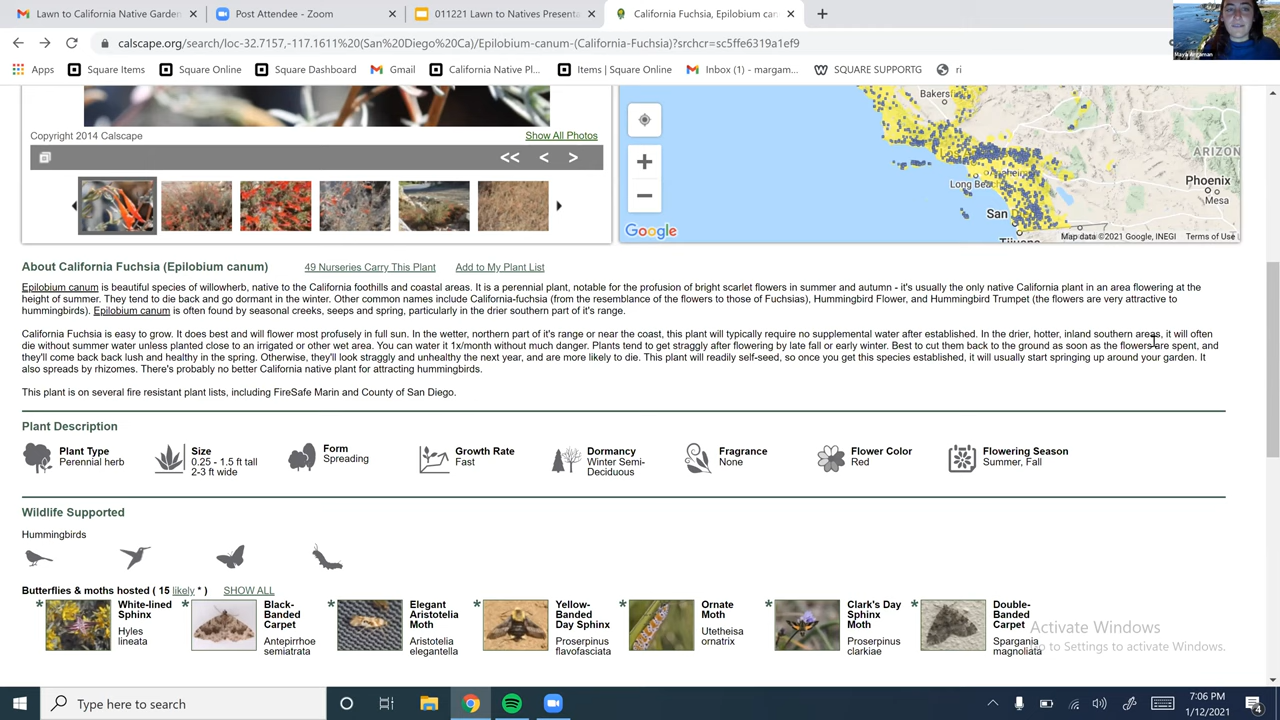 Lawn to California Native Garden
Post Attendee - Zoom
011221 Lawn to Natives Presenta
California Fuchsia, Epilobium can
calscape.org/search/loc-32.7157,-117.1611%20(San%20Diego%20Ca)/Epilobium-canum-(California-Fuchsia)?srchcr=sc5ffe6319a1ef9
Apps
Square Items
Square Online
Square Dashboard
Gmail
California Native Pl...
Items | Square Online
Inbox (1) - margam...
SQUARE SUPPORTG
ri
Copyright 2014 Calscape
Show All Photos
<< < >
Bakers
Long Beach
San D
Tijuana
ARIZON
Phoenix
Mesa
Google
Map data ©2021 Google, INEGI
Terms of Use
About California Fuchsia (Epilobium canum)
49 Nurseries Carry This Plant
Add to My Plant List
Epilobium canum is beautiful species of willowherb, native to the California foothills and coastal areas. It is a perennial plant, notable for the profusion of bright scarlet flowers in summer and autumn - it's usually the only native California plant in an area flowering at the
height of summer. They tend to die back and go dormant in the winter. Other common names include California-fuchsia (from the resemblance of the flowers to those of Fuchsias), Hummingbird Flower, and Hummingbird Trumpet (the flowers are very attractive to
hummingbirds). Epilobium canum is often found by seasonal creeks, seeps and spring, particularly in the drier southern part of it's range.
California Fuchsia is easy to grow. It does best and will flower most profusely in full sun. In the wetter, northern part of it's range or near the coast, this plant will typically require no supplemental water after established. In the drier, hotter, inland southern areas, it will often
die without summer water unless planted close to an irrigated or other wet area. You can water it 1x/month without much danger. Plants tend to get straggly after flowering by late fall or early winter. Best to cut them back to the ground as soon as the flowers are spent, and
they'll come back back lush and healthy in the spring. Otherwise, they'll look straggly and unhealthy the next year, and are more likely to die. This plant will readily self-seed, so once you get this species established, it will usually start springing up around your garden. It
also spreads by rhizomes. There's probably no better California native plant for attracting hummingbirds.
This plant is on several fire resistant plant lists, including FireSafe Marin and County of San Diego.
Plant Description
Plant Type
Perennial herb
Size
0.25 - 1.5 ft tall
2-3 ft wide
Form
Spreading
Growth Rate
Fast
Dormancy
Winter Semi-
Deciduous
Fragrance
None
Flower Color
Red
Flowering Season
Summer, Fall
Wildlife Supported
Hummingbirds
Butterflies & moths hosted ( 15 likely * )
SHOW ALL
* White-lined
Sphinx
Hyles
lineata
* Black-
Banded
Carpet
Antepirrhoe
semiatrata
* Elegant
Aristotelia
Moth
Aristotelia
elegantella
* Yellow-
Banded
Day Sphinx
Proserpinus
flavofasciata
* Ornate
Moth
Utetheisa
ornatrix
* Clark's Day
Sphinx
Moth
Proserpinus
clarkiae
* Double-
Banded
Carpet
Spargania
magnoliata
Activate Windows
Go to Settings to activate Windows.
Type here to search
7:06 PM
1/12/2021
4